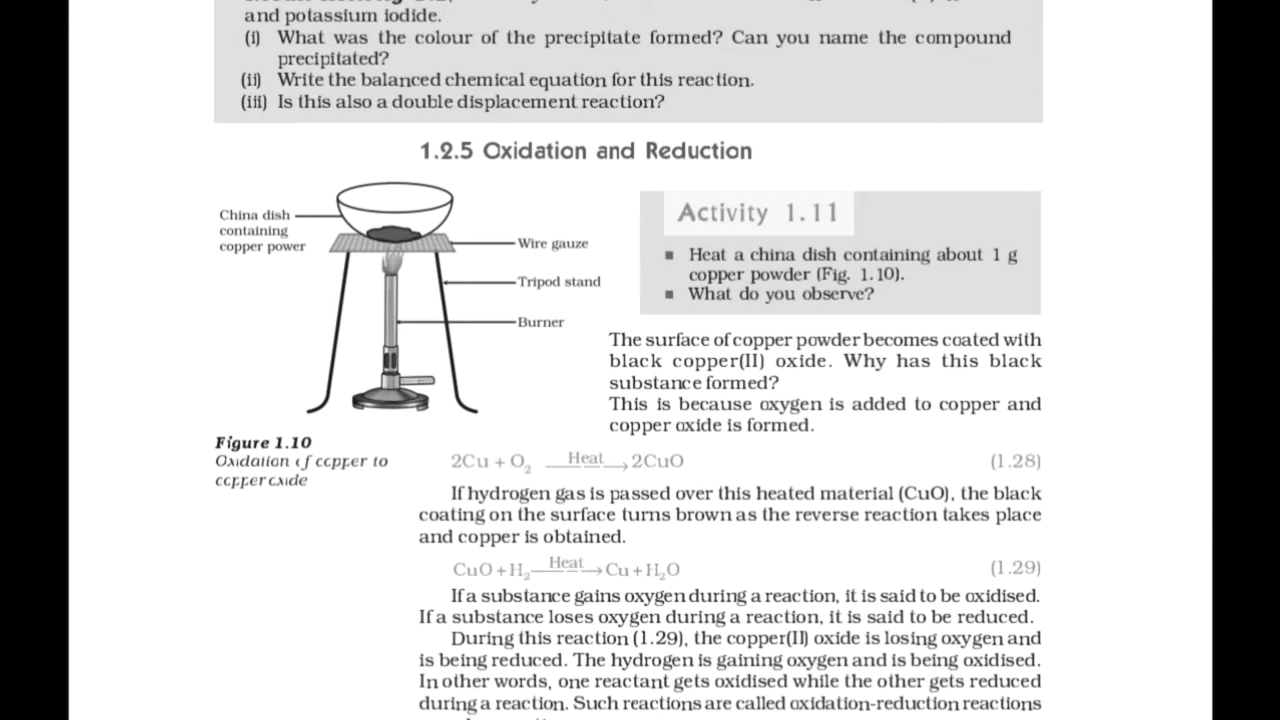 and potassium iodide.
(i) What was the colour of the precipitate formed? Can you name the compound
precipitated?
(ii) Write the balanced chemical equation for this reaction.
(iii) Is this also a double displacement reaction?
1.2.5 Oxidation and Reduction
China dish
containing
copper power
Wire gauze
Tripod stand
Burner
Figure 1.10
Oxidation of copper to
copper oxide
Activity 1.11
■ Heat a china dish containing about 1 g
copper powder (Fig. 1.10).
■ What do you observe?
The surface of copper powder becomes coated with
black copper(II) oxide. Why has this black
substance formed?
This is because oxygen is added to copper and
copper oxide is formed.
2Cu + O₂ Heat → 2CuO (1.28)
If hydrogen gas is passed over this heated material (CuO), the black
coating on the surface turns brown as the reverse reaction takes place
and copper is obtained.
CuO + H₂ Heat → Cu + H₂O (1.29)
If a substance gains oxygen during a reaction, it is said to be oxidised.
If a substance loses oxygen during a reaction, it is said to be reduced.
During this reaction (1.29), the copper(II) oxide is losing oxygen and
is being reduced. The hydrogen is gaining oxygen and is being oxidised.
In other words, one reactant gets oxidised while the other gets reduced
during a reaction. Such reactions are called oxidation-reduction reactions